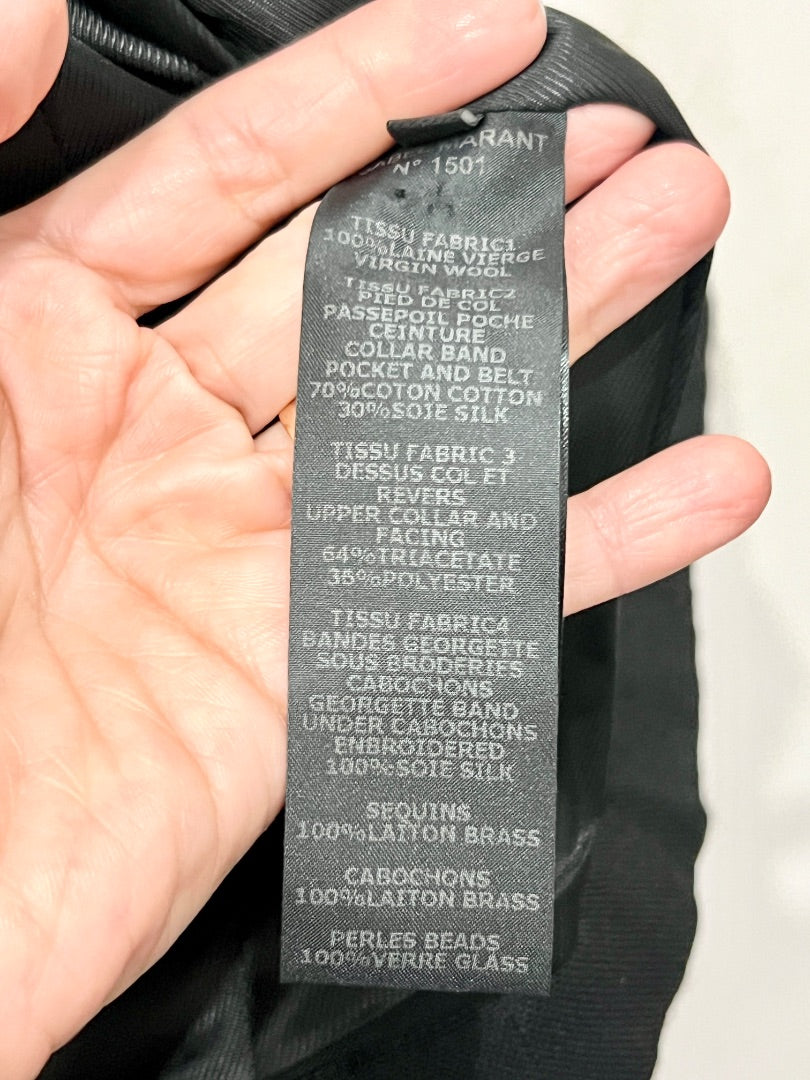 MARANT
N° 1501
TISSU FABRIC1
100%LAINE VIERGE
VIRGIN WOOL
TISSU FABRIC2
PIED DE COL
PASSEPOIL POCHE
CEINTURE
COLLAR BAND
POCKET AND BELT
70%COTON COTTON
30%SOIE SILK
TISSU FABRIC 3
DESSUS COL ET
REVERS
UPPER COLLAR AND
FACING
64%TRIACETATE
36%POLYESTER
TISSU FABRIC4
BANDES GEORGETTE
SOUS BRODERIES
CABOCHONS
GEORGETTE BAND
UNDER CABOCHONS
ENBROIDERED
100%SOIE SILK
SEQUINS
100%LAITON BRASS
CABOCHONS
100%LAITON BRASS
PERLES BEADS
100%VERRE GLASS